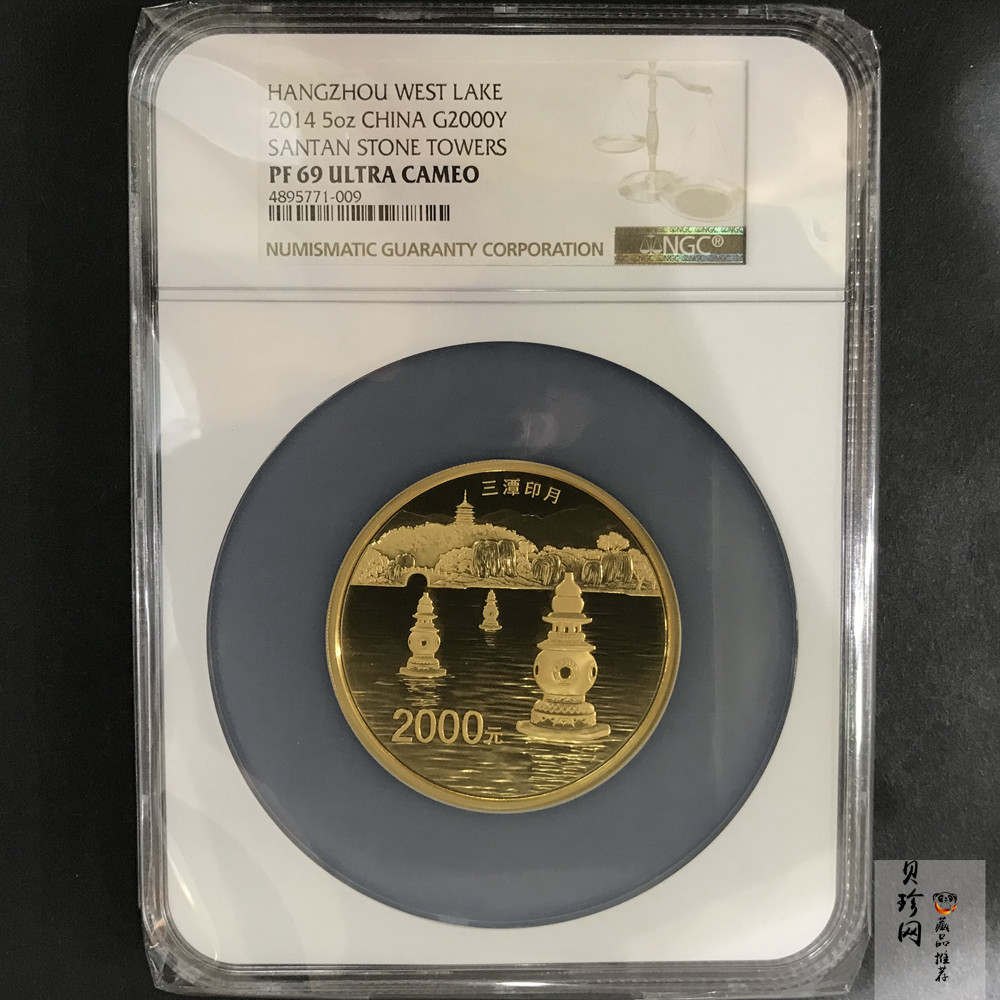 HANGZHOU WEST LAKE
2014 5oz CHINA G2000Y
SANTAN STONE TOWERS
PF 69 ULTRA CAMEO
4895771-009
NUMISMATIC GUARANTY CORPORATION
NGC®
三潭印月
2000元
贝珍网
藏品推荐